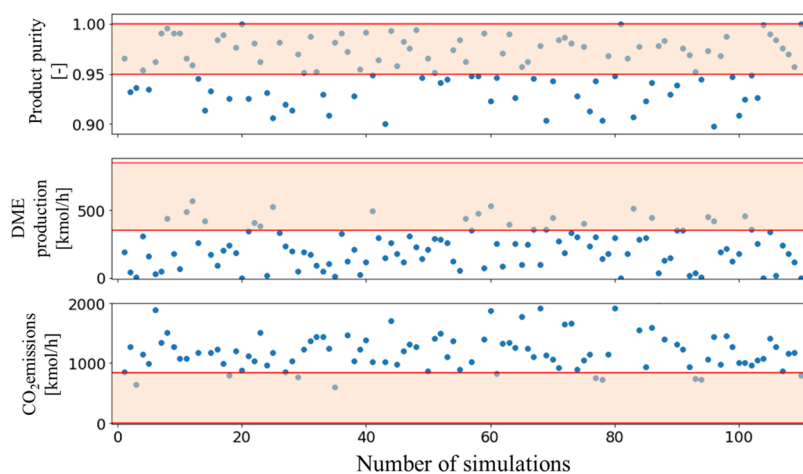 Product purity
[-]
1.00
0.95
0.90
DME
production
[kmol/h]
500
0
CO₂emissions
[kmol/h]
2000
1000
0
0
20
40
60
80
100
Number of simulations